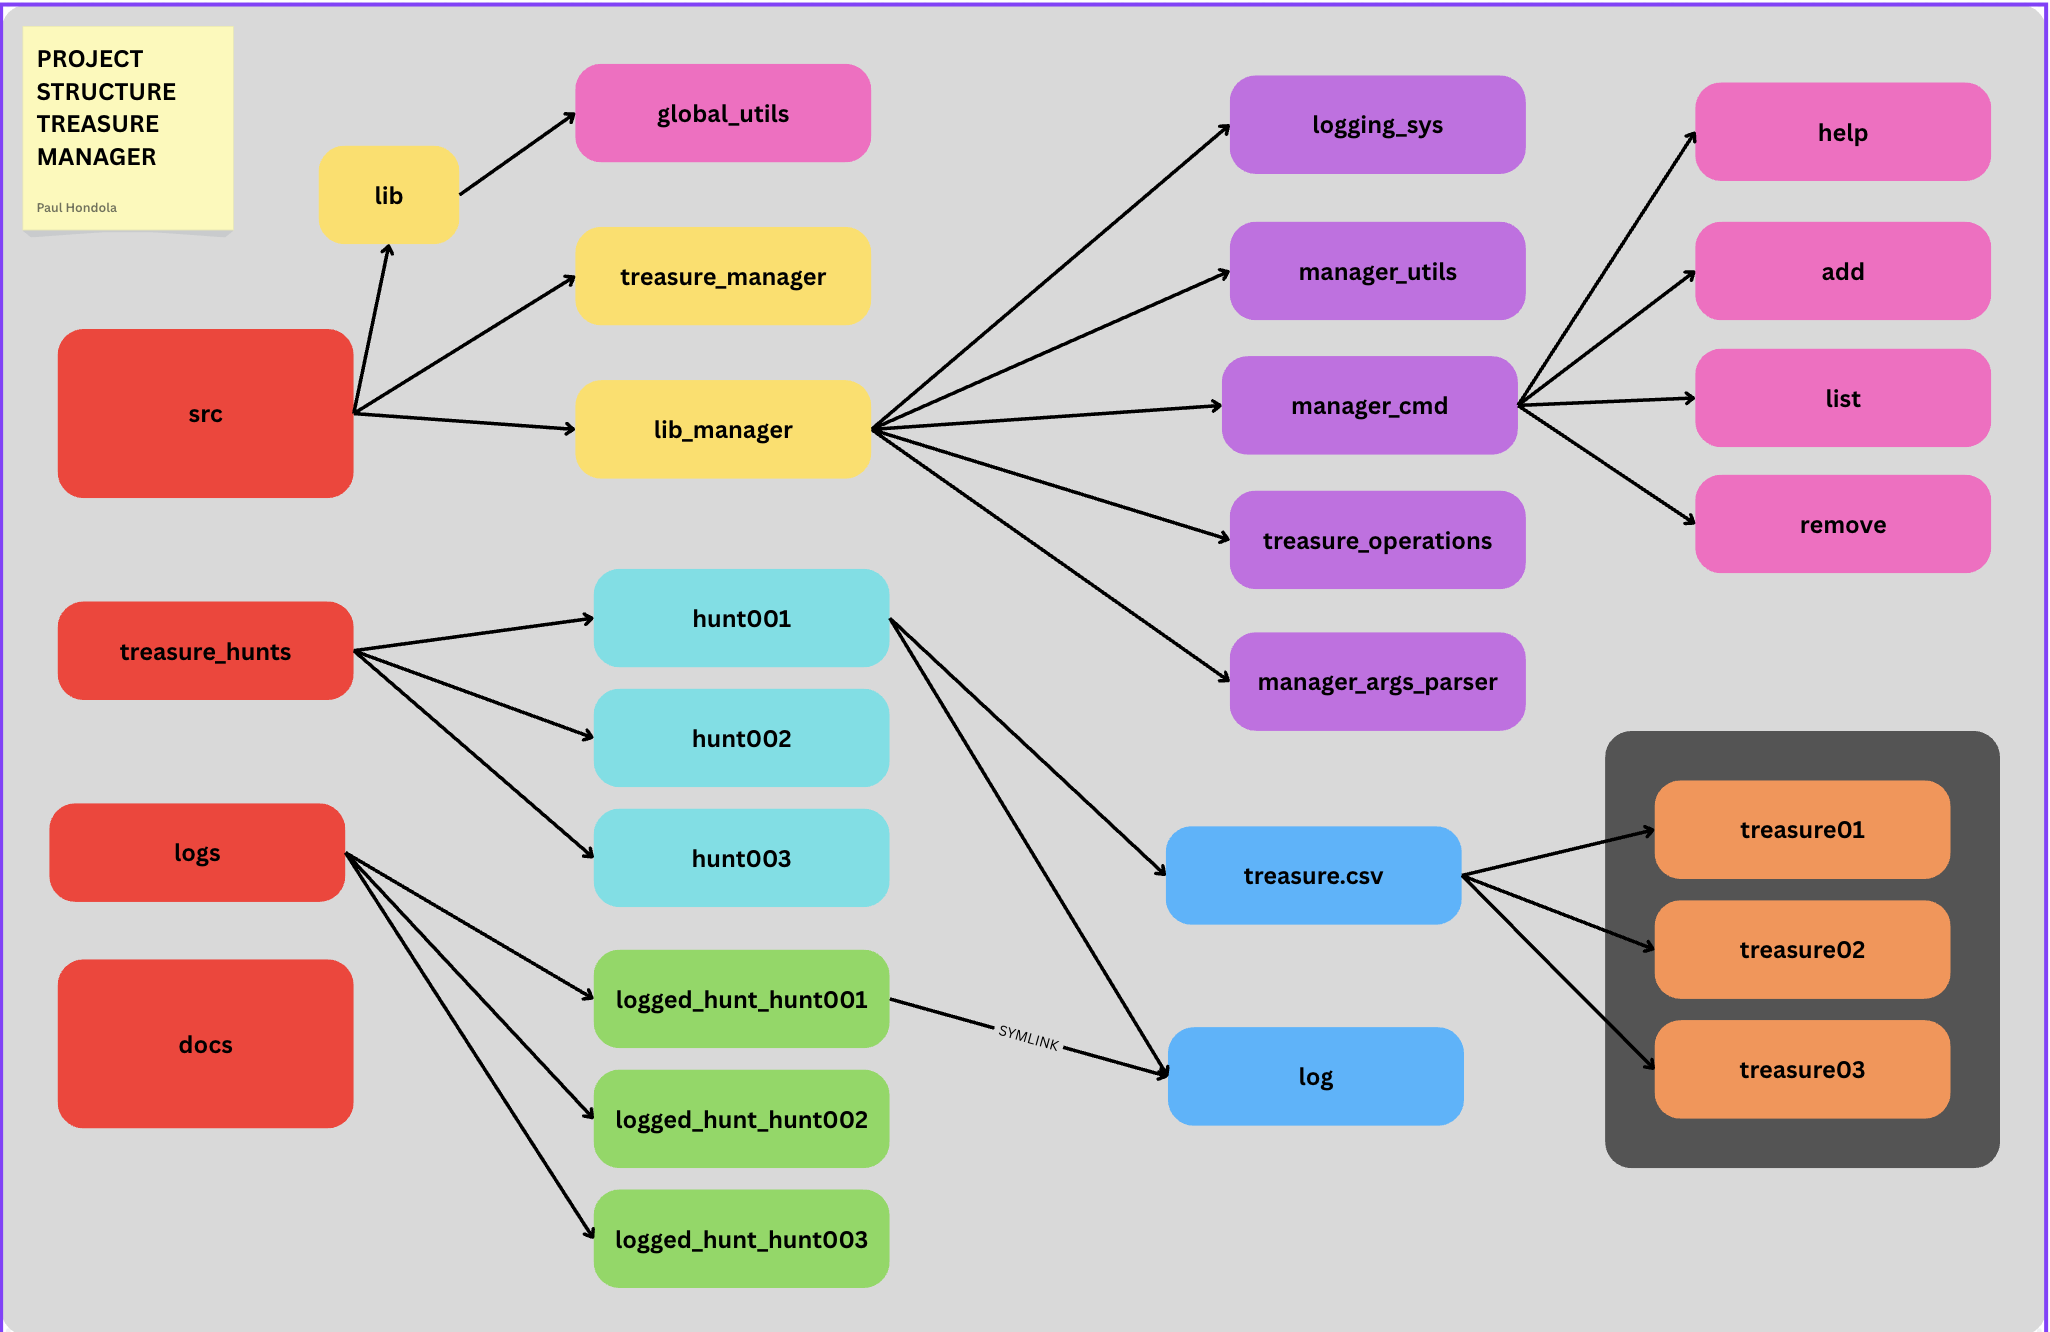 PROJECT
STRUCTURE
TREASURE
MANAGER
Paul Hondola
lib
global_utils
treasure_manager
src
lib_manager
logging_sys
manager_utils
manager_cmd
treasure_operations
manager_args_parser
help
add
list
remove
treasure_hunts
hunt001
hunt002
hunt003
logs
docs
logged_hunt_hunt001
logged_hunt_hunt002
logged_hunt_hunt003
SYMLINK
treasure.csv
log
treasure01
treasure02
treasure03